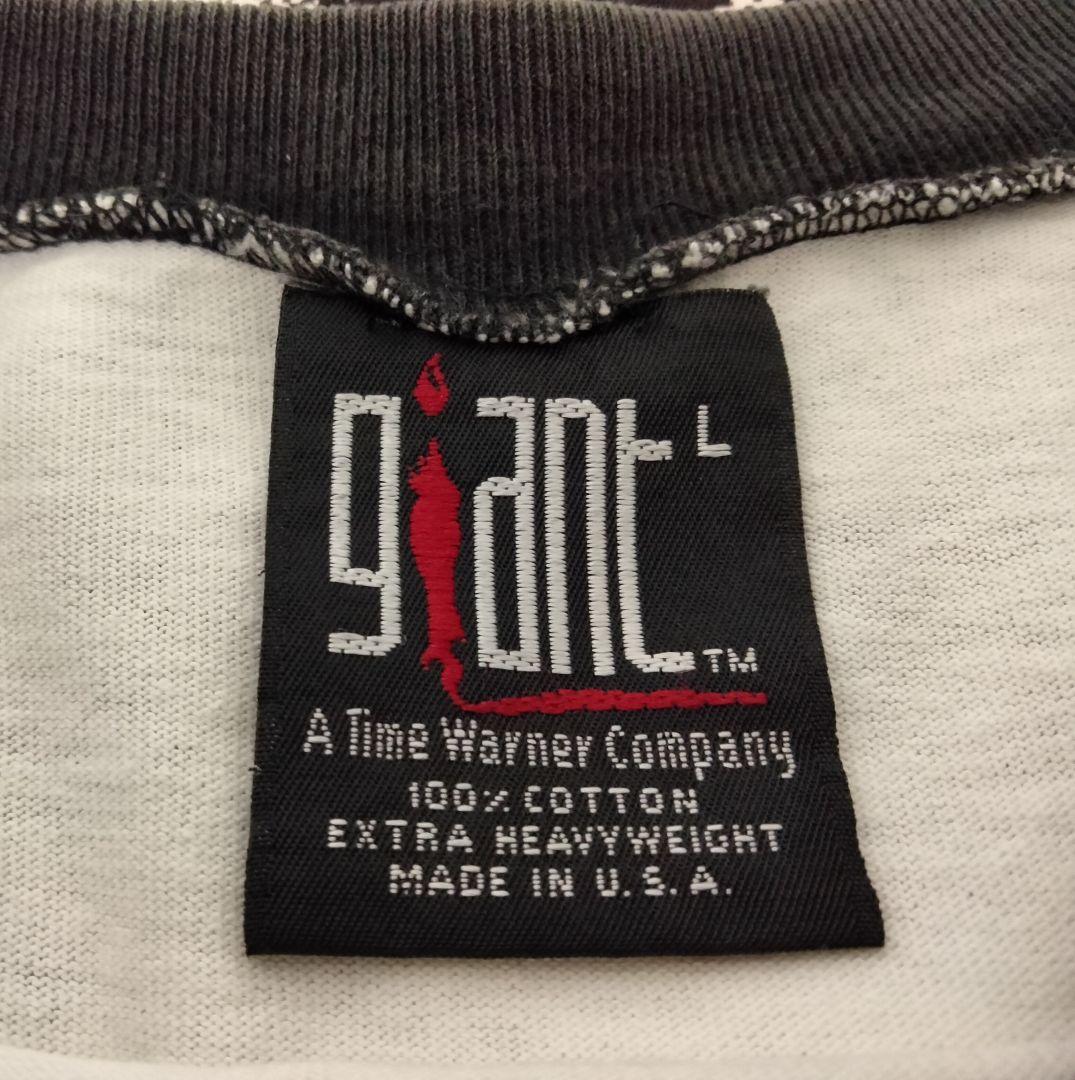 giant L
TM
A Time Warner Company
100% COTTON
EXTRA HEAVYWEIGHT
MADE IN U.S.A.